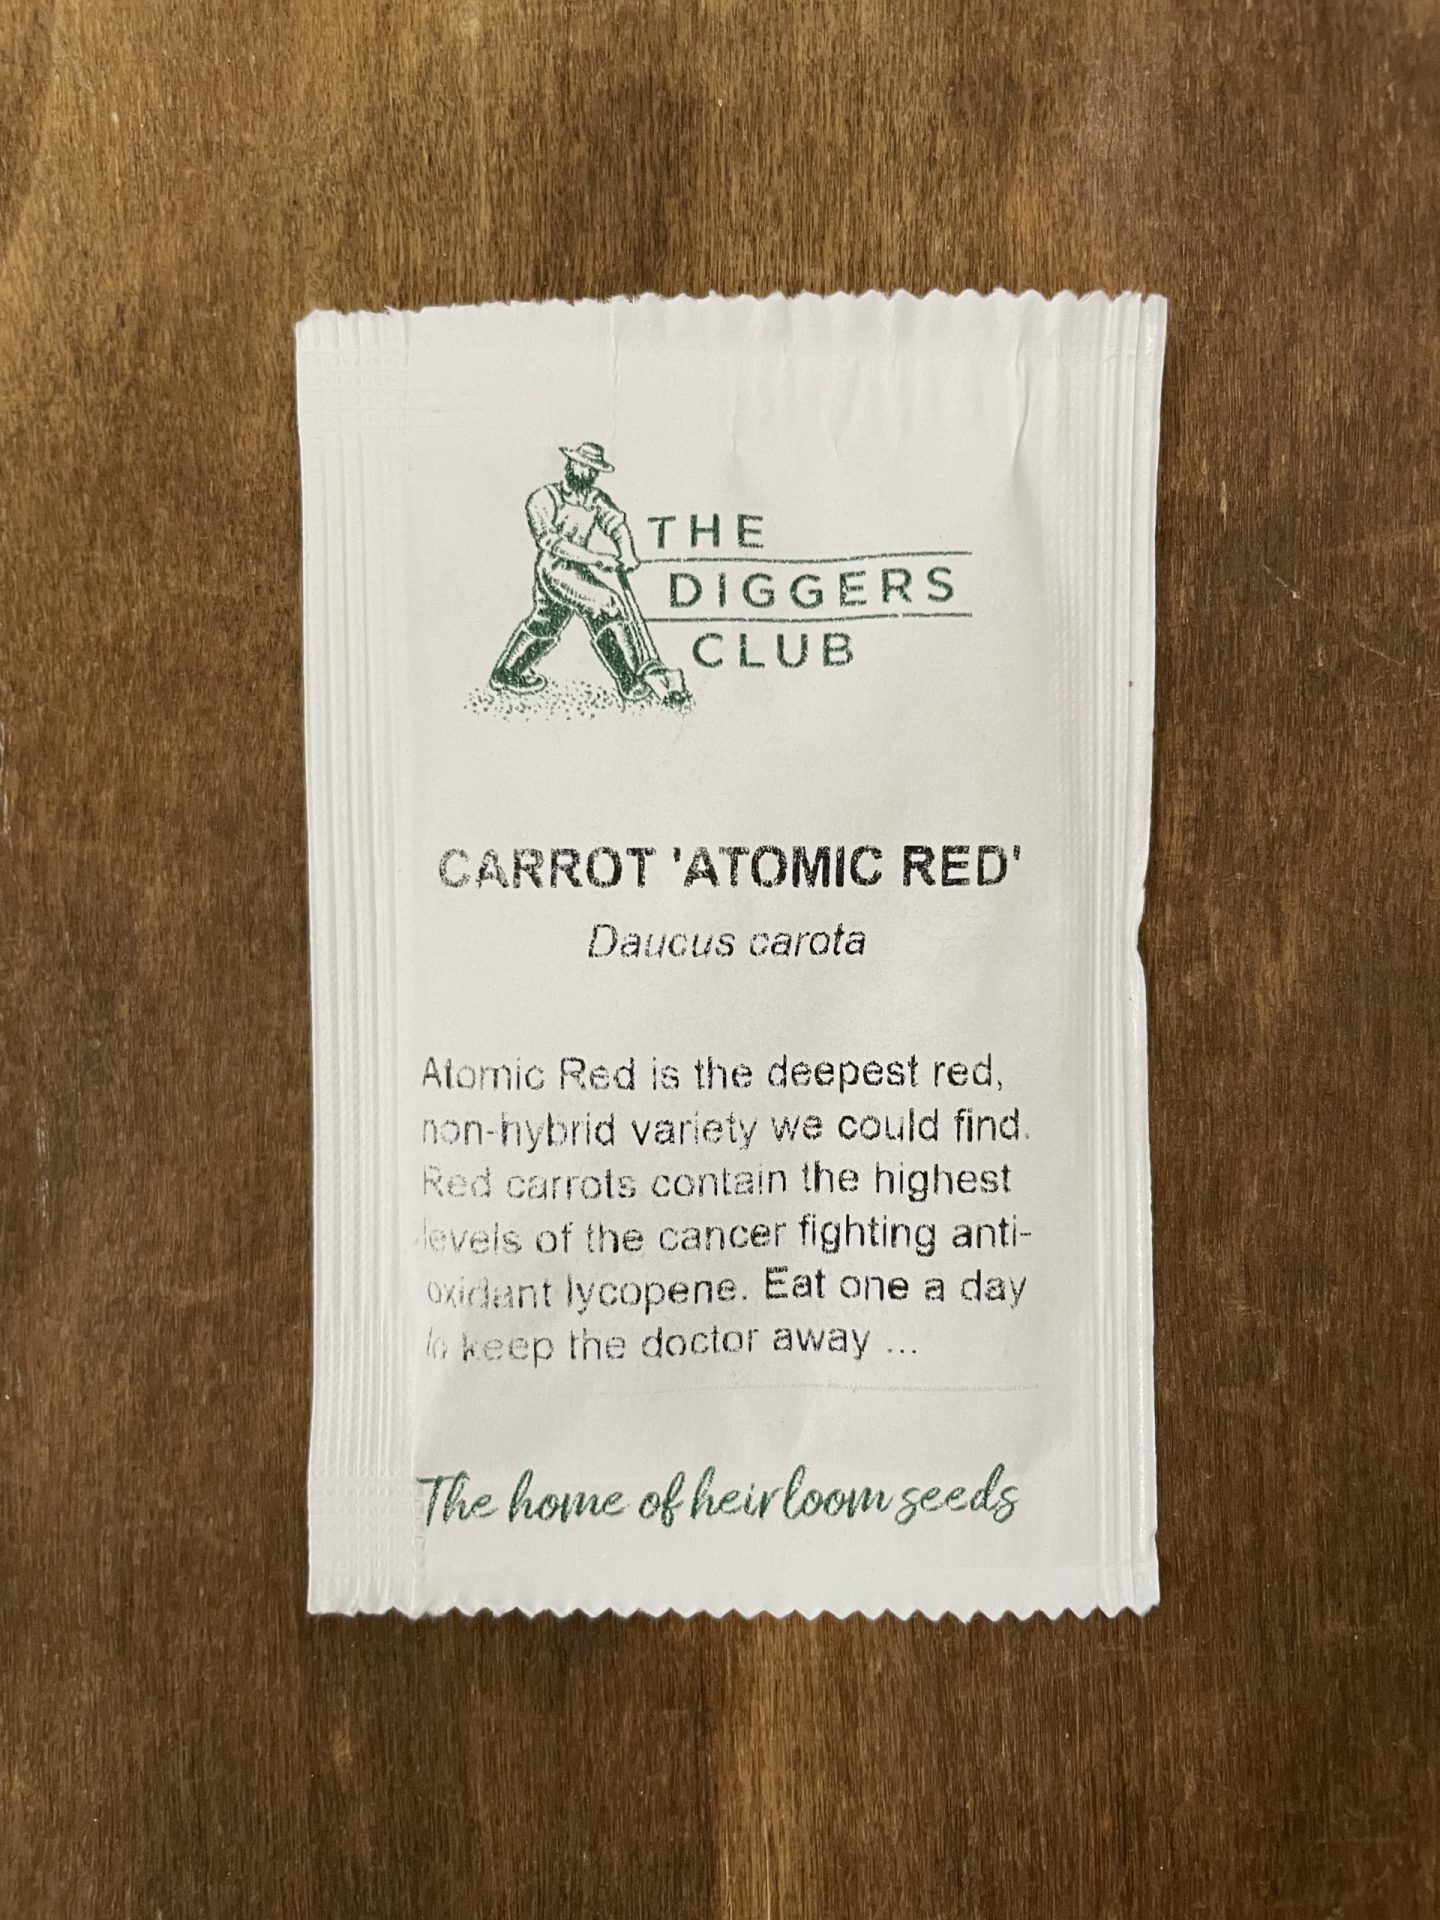 THE
DIGGERS
CLUB
CARROT 'ATOMIC RED'
Daucus carota
Atomic Red is the deepest red,
non-hybrid variety we could find.
Red carrots contain the highest
levels of the cancer fighting anti-
oxidant lycopene. Eat one a day
to keep the doctor away ...
The home of heirloom seeds